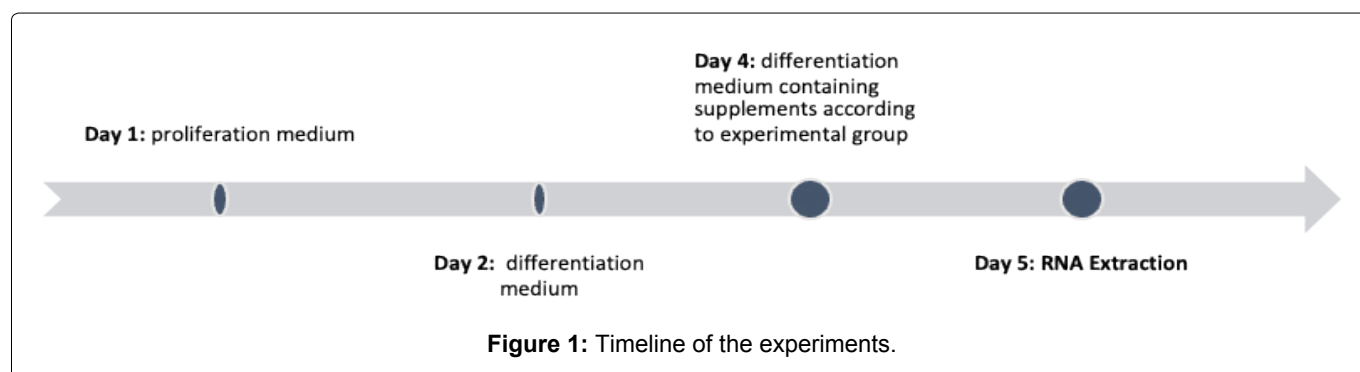 Day 1: proliferation medium
Day 2: differentiation
medium
Day 4: differentiation
medium containing
supplements according
to experimental group
Day 5: RNA Extraction
Figure 1: Timeline of the experiments.